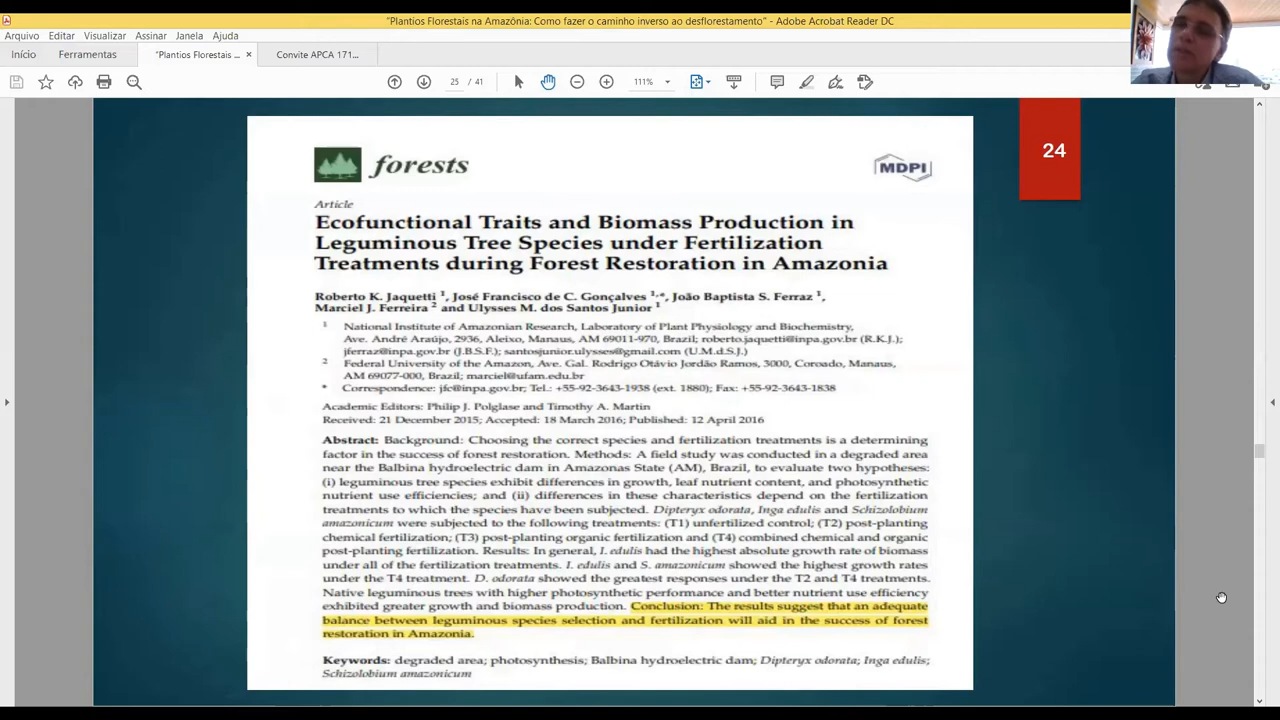 "Plantios Florestais na Amazônia: Como fazer o caminho inverso ao desflorestamento" - Adobe Acrobat Reader DC
Arquivo Editar Visualizar Assinar Janela Ajuda
Início Ferramentas "Plantios Florestais ... × Convite APCA 171...
25 / 41 111%
24
forests
MDPI
Article
Ecofunctional Traits and Biomass Production in
Leguminous Tree Species under Fertilization
Treatments during Forest Restoration in Amazonia
Roberto K. Jaquetti 1, José Francisco de C. Gonçalves 1,*, João Baptista S. Ferraz 1,
Marciel J. Ferreira 2 and Ulysses M. dos Santos Junior 1
1 National Institute of Amazonian Research, Laboratory of Plant Physiology and Biochemistry,
Ave. André Araújo, 2936, Aleixo, Manaus, AM 69011-970, Brazil; roberto.jaquetti@inpa.gov.br (R.K.J.);
jferraz@inpa.gov.br (J.B.S.F.); santosjunior.ulysses@gmail.com (U.M.d.S.J.)
2 Federal University of the Amazon, Ave. Gal. Rodrigo Otávio Jordão Ramos, 3000, Coroado, Manaus,
AM 69077-000, Brazil; marciel@ufam.edu.br
* Correspondence: jfc@inpa.gov.br; Tel.: +55-92-3643-1938 (ext. 1880); Fax: +55-92-3643-1838
Academic Editors: Philip J. Polglase and Timothy A. Martin
Received: 21 December 2015; Accepted: 18 March 2016; Published: 12 April 2016
Abstract: Background: Choosing the correct species and fertilization treatments is a determining
factor in the success of forest restoration. Methods: A field study was conducted in a degraded area
near the Balbina hydroelectric dam in Amazonas State (AM), Brazil, to evaluate two hypotheses:
(i) leguminous tree species exhibit differences in growth, leaf nutrient content, and photosynthetic
nutrient use efficiencies; and (ii) differences in these characteristics depend on the fertilization
treatments to which the species have been subjected. Dipteryx odorata, Inga edulis and Schizolobium
amazonicum were subjected to the following treatments: (T1) unfertilized control; (T2) post-planting
chemical fertilization; (T3) post-planting organic fertilization and (T4) combined chemical and organic
post-planting fertilization. Results: In general, I. edulis had the highest absolute growth rate of biomass
under all of the fertilization treatments. I. edulis and S. amazonicum showed the highest growth rates
under the T4 treatment. D. odorata showed the greatest responses under the T2 and T4 treatments.
Native leguminous trees with higher photosynthetic performance and better nutrient use efficiency
exhibited greater growth and biomass production. Conclusion: The results suggest that an adequate
balance between leguminous species selection and fertilization will aid in the success of forest
restoration in Amazonia.
Keywords: degraded area; photosynthesis; Balbina hydroelectric dam; Dipteryx odorata; Inga edulis;
Schizolobium amazonicum